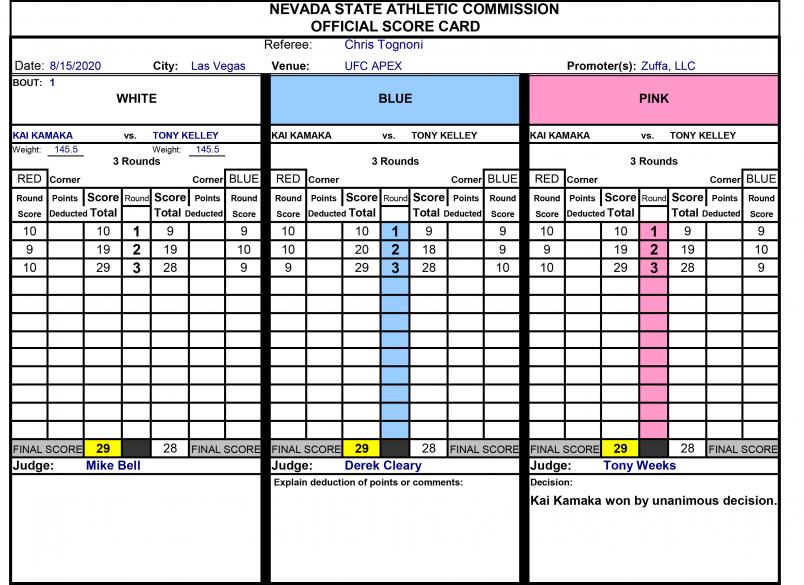 NEVADA STATE ATHLETIC COMMISSION
OFFICIAL SCORE CARD
Referee: Chris Tognoni
Date: 8/15/2020 City: Las Vegas Venue: UFC APEX Promoter(s): Zuffa, LLC
BOUT: 1
WHITE BLUE PINK
KAI KAMAKA vs. TONY KELLEY KAI KAMAKA vs. TONY KELLEY KAI KAMAKA vs. TONY KELLEY
Weight: 145.5 Weight: 145.5
3 Rounds 3 Rounds 3 Rounds
RED Corner Corner BLUE RED Corner Corner BLUE RED Corner Corner BLUE
Round Points Score Round Score Points Round Round Points Score Round Score Points Round Round Points Score Round Score Points Round
Score Deducted Total Total Deducted Score Score Deducted Total Total Deducted Score Score Deducted Total Total Deducted Score
10 10 1 9 9 10 10 1 9 9 10 10 1 9 9
9 19 2 19 10 10 20 2 18 9 9 19 2 19 10
10 29 3 28 9 9 29 3 28 10 10 29 3 28 9
FINAL SCORE 29 28 FINAL SCORE FINAL SCORE 29 28 FINAL SCORE FINAL SCORE 29 28 FINAL SCORE
Judge: Mike Bell Judge: Derek Cleary Judge: Tony Weeks
Explain deduction of points or comments: Decision:
Kai Kamaka won by unanimous decision.